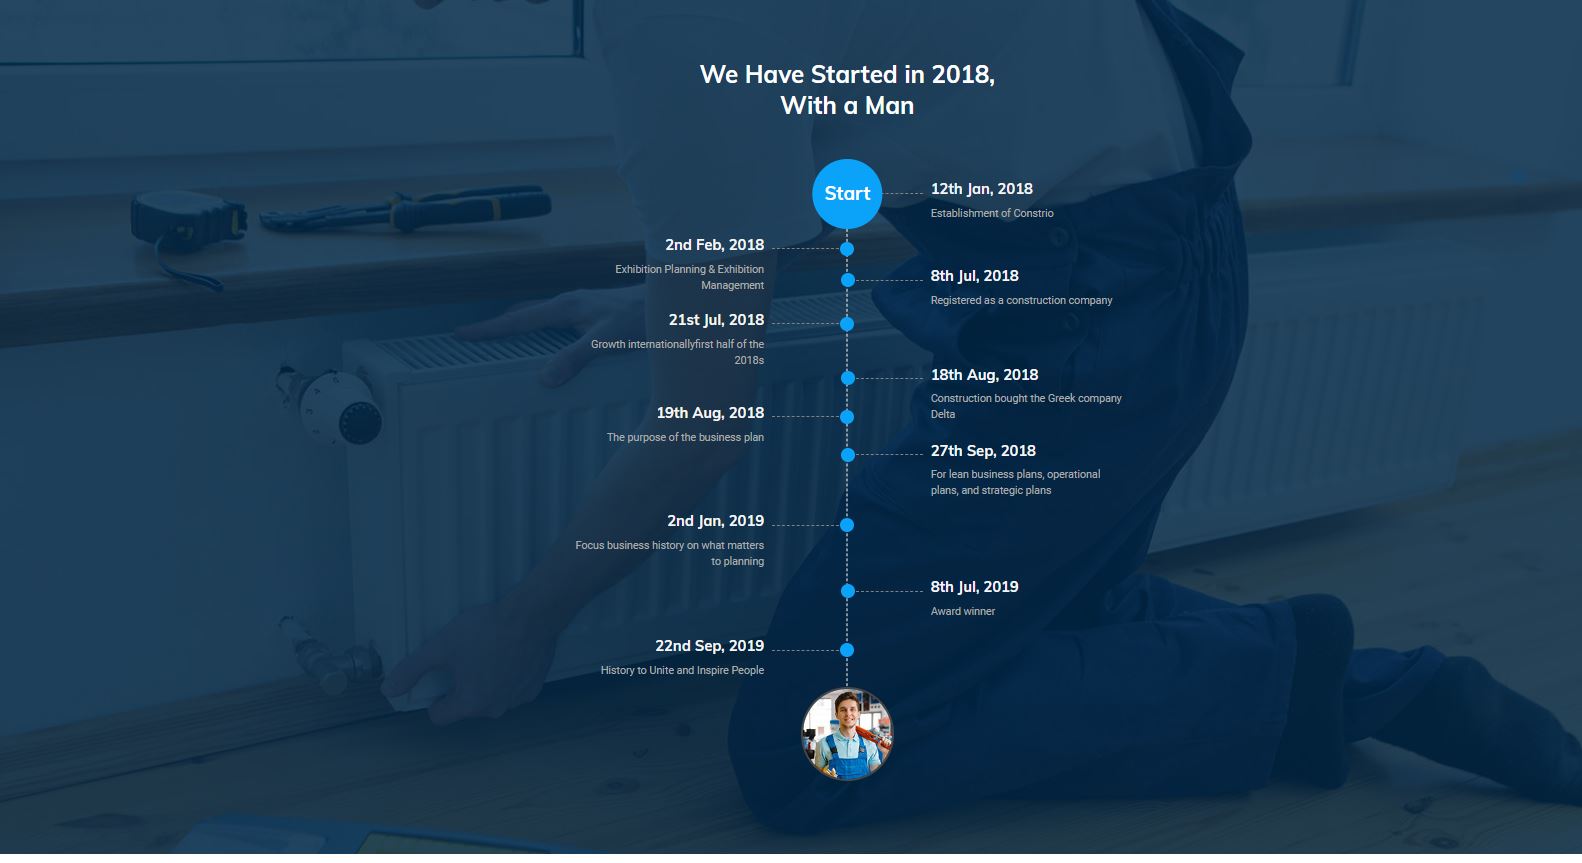 We Have Started in 2018,
With a Man
Start
12th Jan, 2018
Establishment of Constrio
2nd Feb, 2018
Exhibition Planning & Exhibition
Management
8th Jul, 2018
Registered as a construction company
21st Jul, 2018
Growth internationallyfirst half of the
2018s
18th Aug, 2018
Construction bought the Greek company
Delta
19th Aug, 2018
The purpose of the business plan
27th Sep, 2018
For lean business plans, operational
plans, and strategic plans
2nd Jan, 2019
Focus business history on what matters
to planning
8th Jul, 2019
Award winner
22nd Sep, 2019
History to Unite and Inspire People